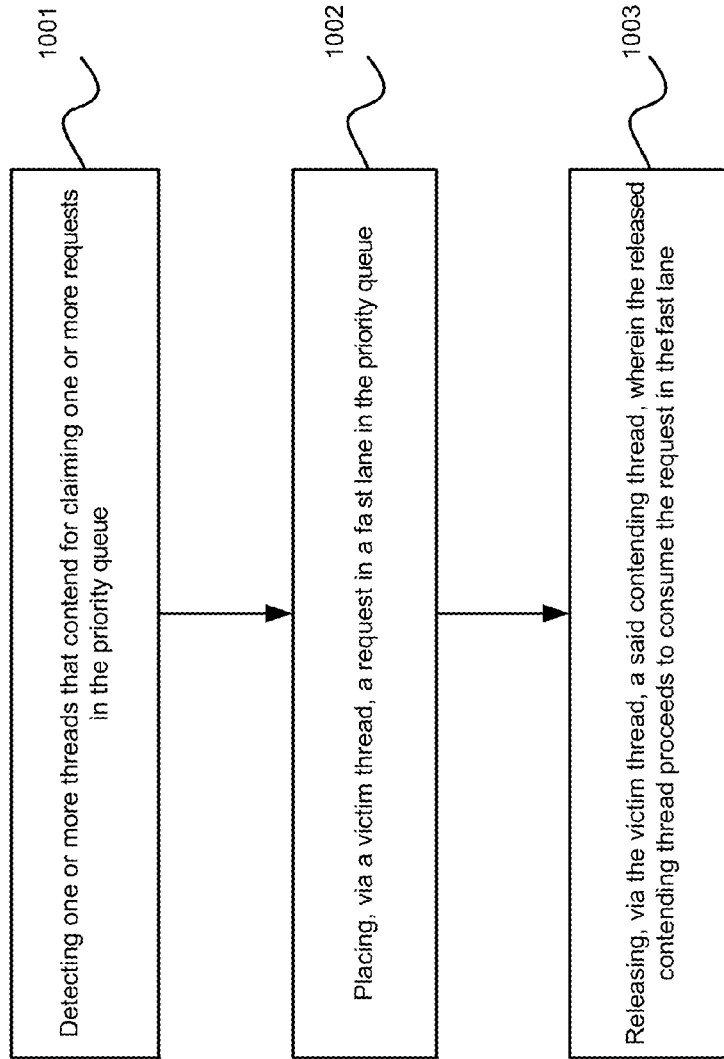 Detecting one or more threads that contend for claiming one or more requests
in the priority queue
1001
Placing, via a victim thread, a request in a fast lane in the priority queue
1002
Releasing, via the victim thread, a said contending thread, wherein the released
contending thread proceeds to consume the request in the fast lane
1003